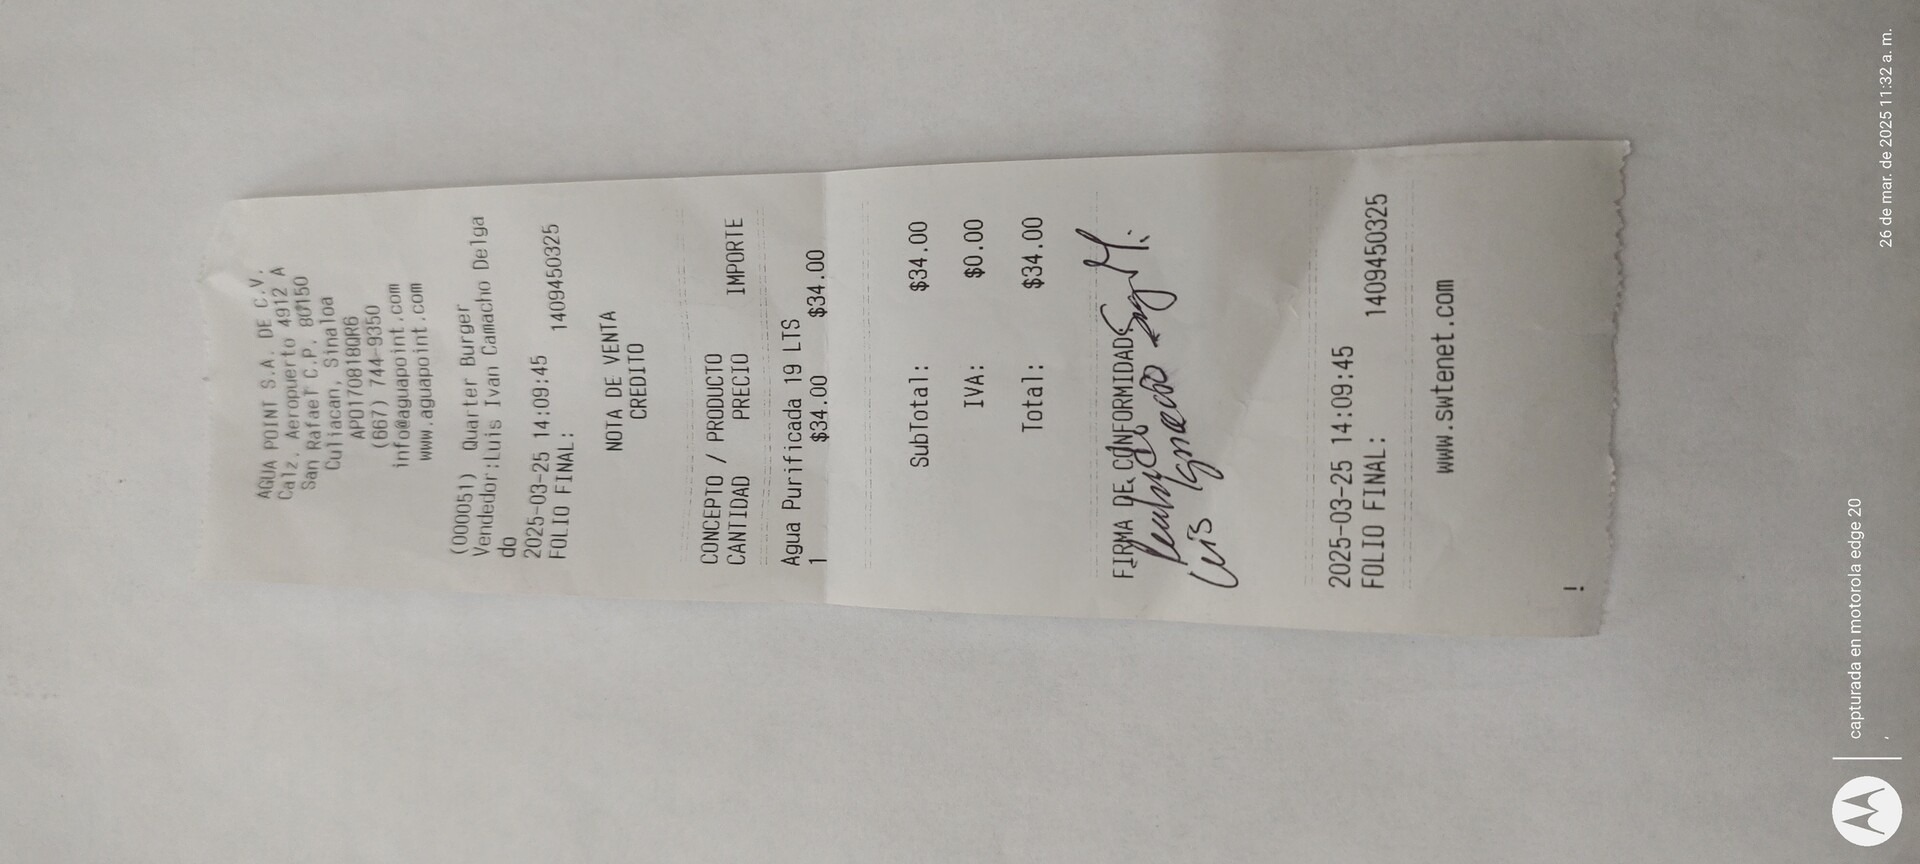 AGUA POINT S.A. DE C.V.
Calz. Aeropuerto 4912 A
San Rafael C.P. 80150
Culiacan, Sinaloa
APO170818QR6
(667) 744-9350
info@aguapoint.com
www.aguapoint.com
(000051) Quarter Burger
Vendedor:Luis Ivan Camacho Delga
do
2025-03-25 14:09:45
FOLIO FINAL: 1409450325
NOTA DE VENTA
CREDITO
CONCEPTO / PRODUCTO
CANTIDAD PRECIO IMPORTE
Agua Purificada 19 LTS
1 $34.00 $34.00
SubTotal: $34.00
IVA: $0.00
Total: $34.00
FIRMA DE CONFORMIDAD
Luis Ignacio
2025-03-25 14:09:45
FOLIO FINAL: 1409450325
www.swtenet.com
!
capturada en motorola edge 20
,
26 de mar. de 2025 11:32 a. m.